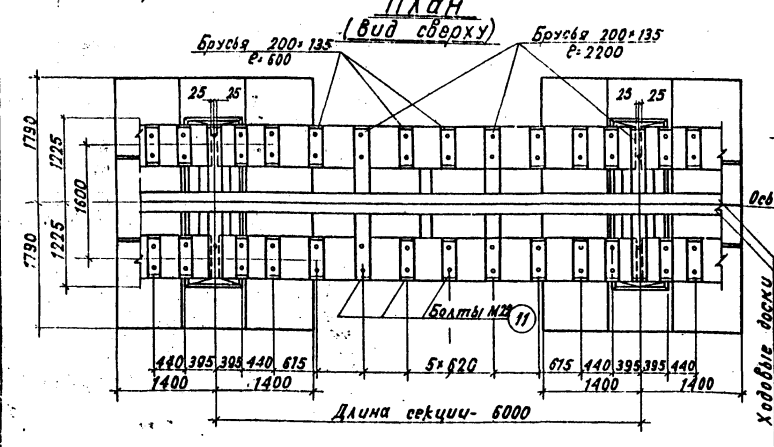 План
(Вид сверху)
Брусья 200×135
ℓ=600
Брусья 200×135
ℓ=2200
25 25
25 25
1790
1225
1600
1225
1790
Ось
Ходовые доски
Болты М22
11
440 395 395 440 675
5×620
675 440 395 395 440
1400 1400
1400 1400
Длина секции- 6000